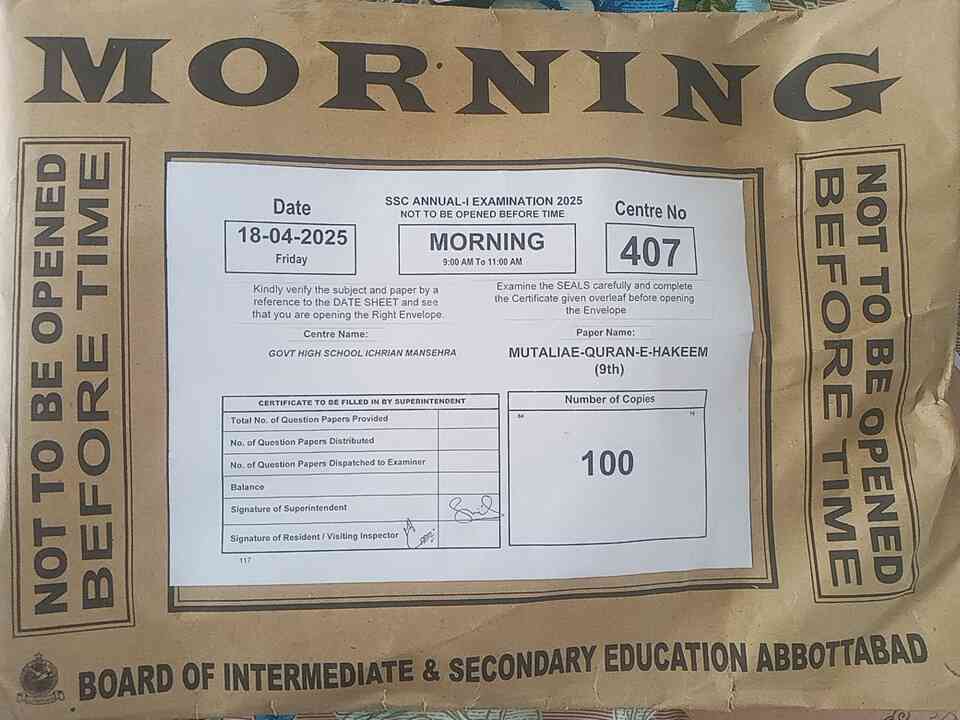 MORNING
NOT TO BE OPENED
BEFORE TIME
Date
18-04-2025
Friday
SSC ANNUAL-I EXAMINATION 2025
NOT TO BE OPENED BEFORE TIME
MORNING
9:00 AM To 11:00 AM
Centre No
407
Kindly verify the subject and paper by a
reference to the DATE SHEET and see
that you are opening the Right Envelope.
Examine the SEALS carefully and complete
the Certificate given overleaf before opening
the Envelope
Centre Name:
GOVT HIGH SCHOOL ICHRIAN MANSEHRA
Paper Name:
MUTALIAE-QURAN-E-HAKEEM
(9th)
CERTIFICATE TO BE FILLED IN BY SUPERINTENDENT
Total No. of Question Papers Provided
No. of Question Papers Distributed
No. of Question Papers Dispatched to Examiner
Balance
Signature of Superintendent
Signature of Resident / Visiting Inspector
Number of Copies
100
117
NOT TO BE OPENED
BEFORE TIME
BOARD OF INTERMEDIATE & SECONDARY EDUCATION ABBOTTABAD